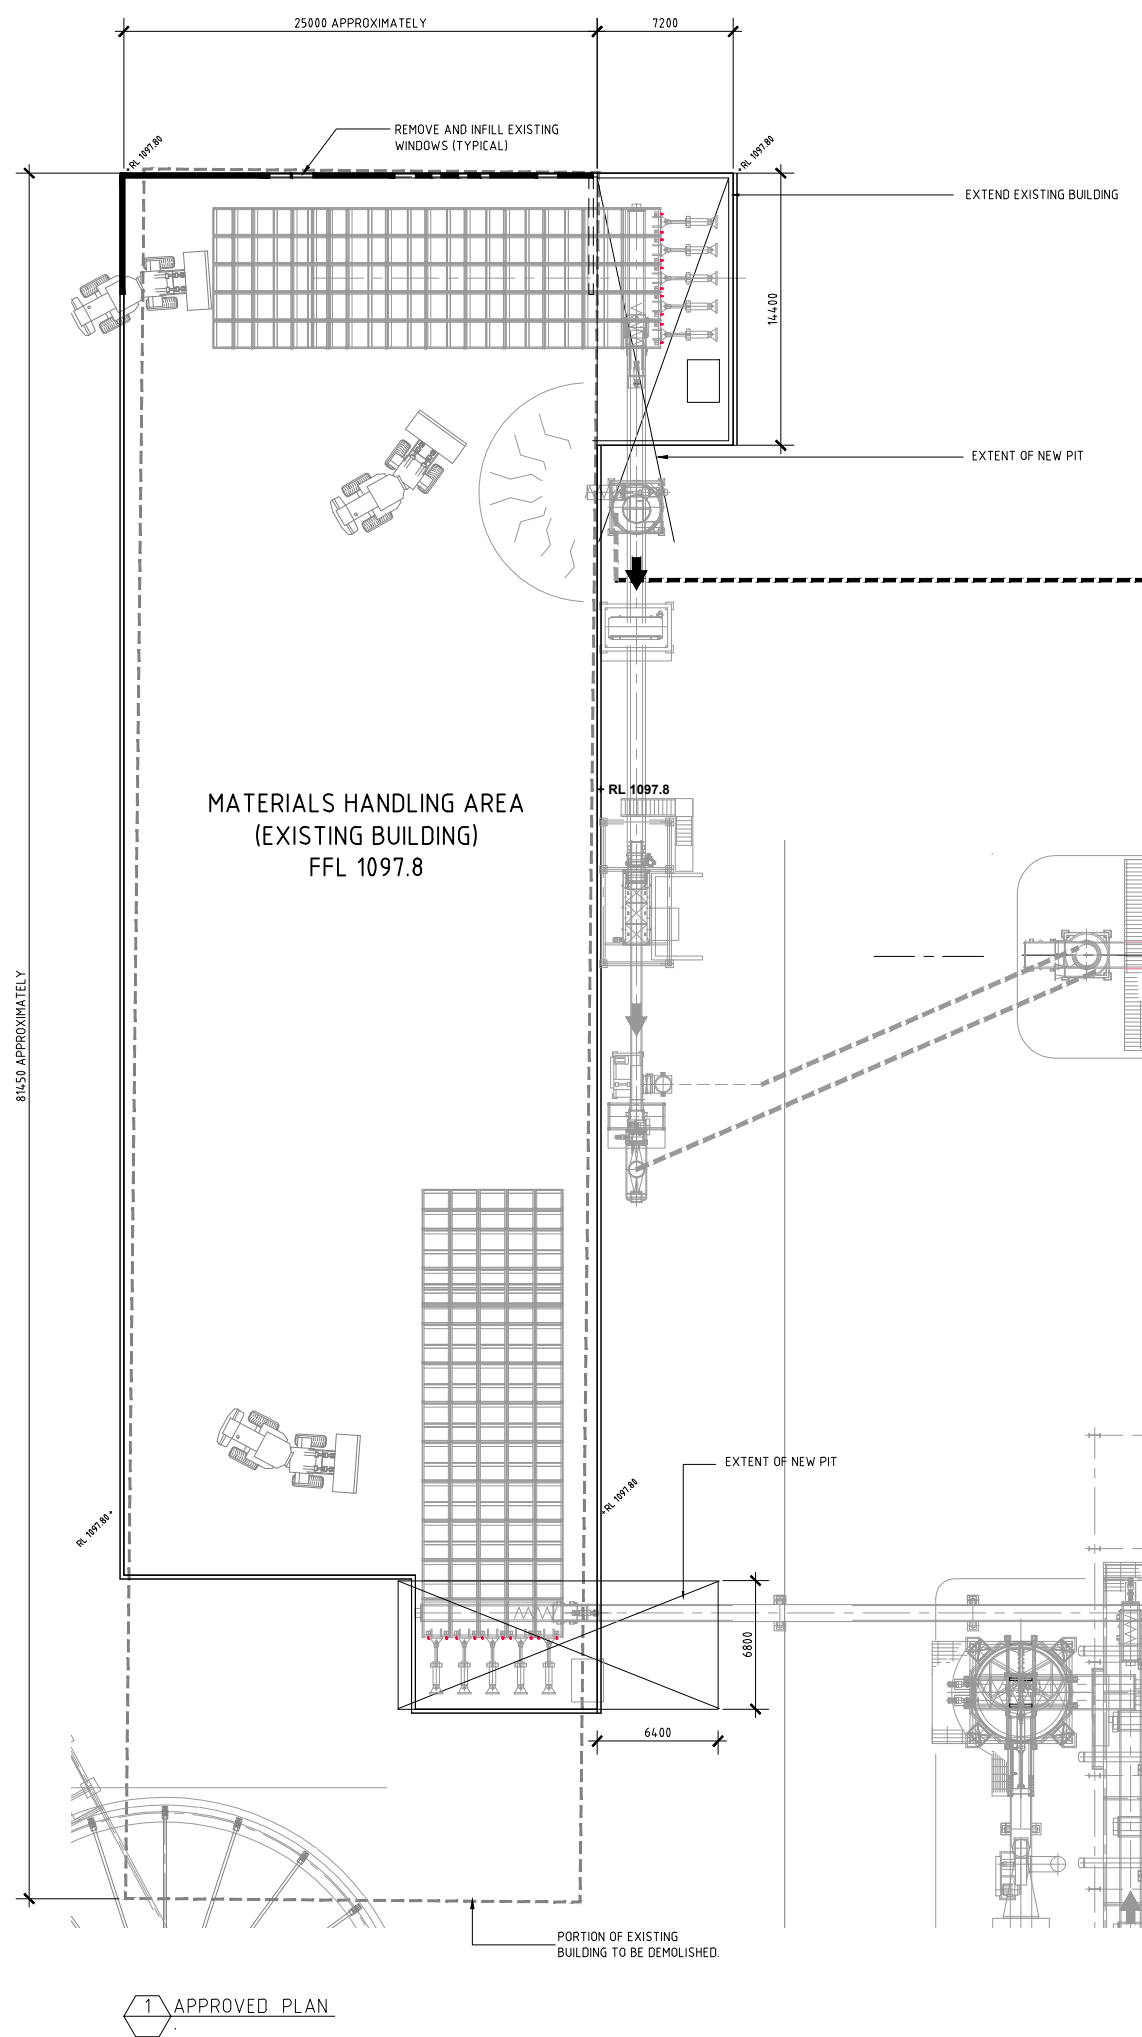 25000 APPROXIMATELY
7200
REMOVE AND INFILL EXISTING
WINDOWS (TYPICAL)
+ RL 1097.80
+ RL 1097.80
EXTEND EXISTING BUILDING
14400
EXTENT OF NEW PIT
+ RL 1097.8
MATERIALS HANDLING AREA
(EXISTING BUILDING)
FFL 1097.8
81450 APPROXIMATELY
EXTENT OF NEW PIT
+ RL 1097.80
RL 1097.80 +
6800
6400
PORTION OF EXISTING
BUILDING TO BE DEMOLISHED.
1 APPROVED PLAN